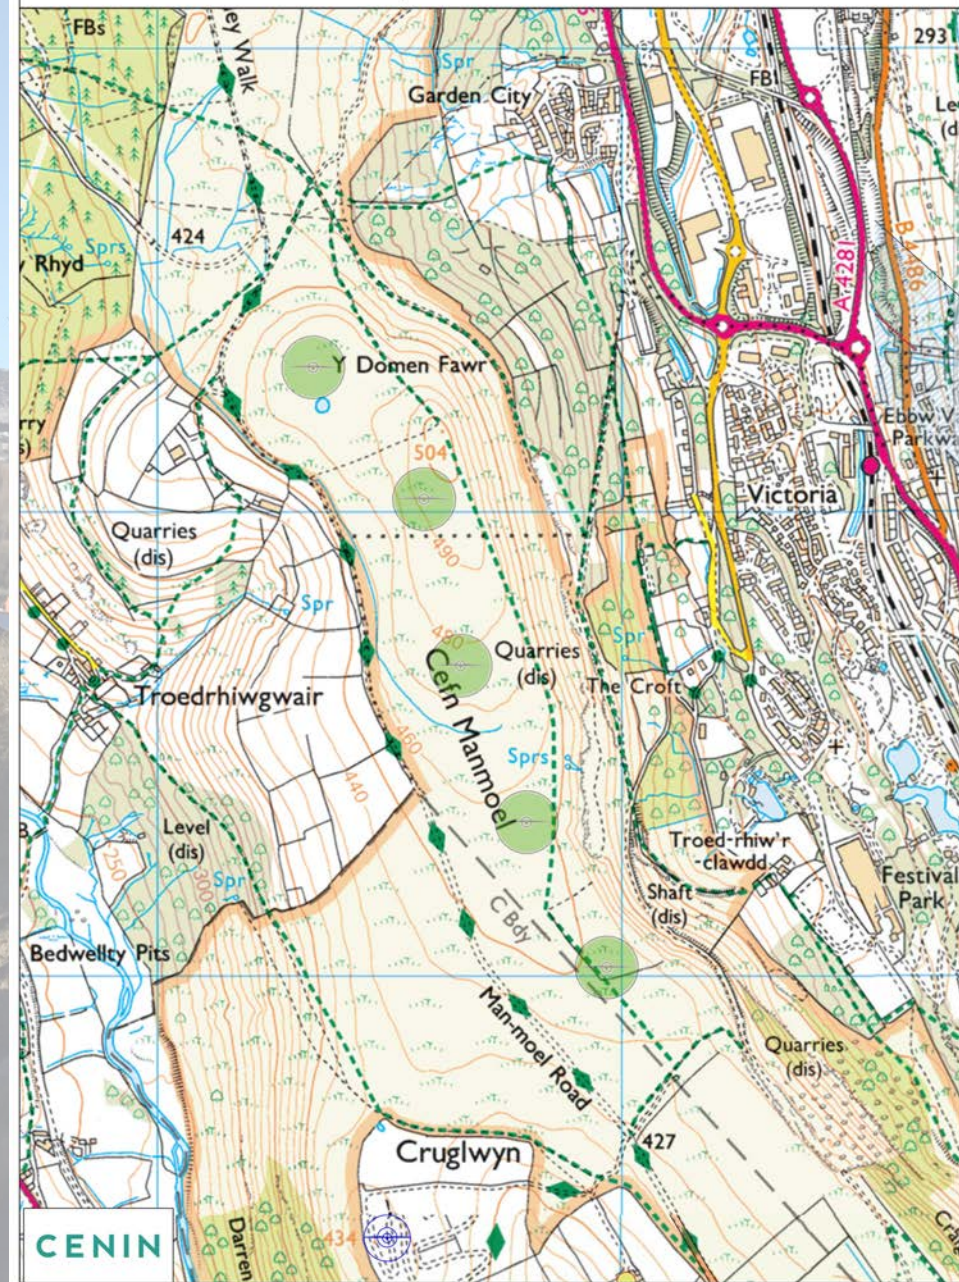 FBs
ey Walk
Spr
Garden City
FB
293
Le
(d
424
Sprs
Rhyd
A 4281
B 4486
Y Domen Fawr
rry
s)
504
Ebbw V
Parkwa
Victoria
Quarries
(dis)
490
Spr
Spr
480
Quarries
(dis)
The Croft
Troedrhiwgwair
Cefn Manmoel
460
Sprs
440
Level
(dis)
250
300
Spr
Troed-rhiw'r
-clawdd
Festival
Park
Shaft
(dis)
C Bdy
Bedwellty Pits
Man-moel Road
Quarries
(dis)
427
Cruglwyn
434
Darren
Craig
CENIN